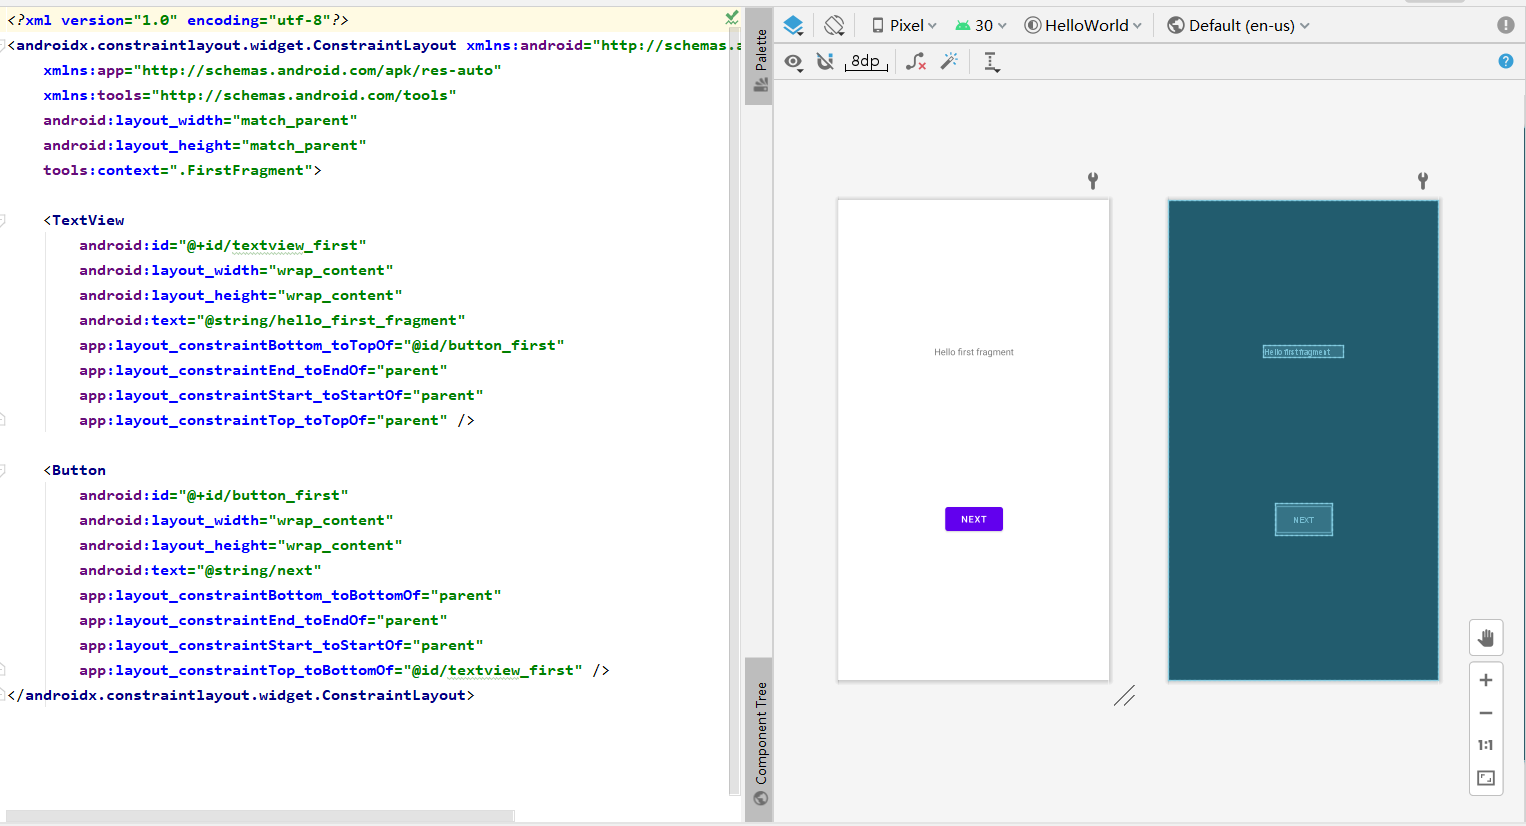 <?xml version="1.0" encoding="utf-8"?>
<androidx.constraintlayout.widget.ConstraintLayout xmlns:android="http://schemas.a
    xmlns:app="http://schemas.android.com/apk/res-auto"
    xmlns:tools="http://schemas.android.com/tools"
    android:layout_width="match_parent"
    android:layout_height="match_parent"
    tools:context=".FirstFragment">
    <TextView
        android:id="@+id/textview_first"
        android:layout_width="wrap_content"
        android:layout_height="wrap_content"
        android:text="@string/hello_first_fragment"
        app:layout_constraintBottom_toTopOf="@id/button_first"
        app:layout_constraintEnd_toEndOf="parent"
        app:layout_constraintStart_toStartOf="parent"
        app:layout_constraintTop_toTopOf="parent" />
    <Button
        android:id="@+id/button_first"
        android:layout_width="wrap_content"
        android:layout_height="wrap_content"
        android:text="@string/next"
        app:layout_constraintBottom_toBottomOf="parent"
        app:layout_constraintEnd_toEndOf="parent"
        app:layout_constraintStart_toStartOf="parent"
        app:layout_constraintTop_toBottomOf="@id/textview_first" />
</androidx.constraintlayout.widget.ConstraintLayout>
Palette
Component Tree
Pixel 30 HelloWorld Default (en-us)
8dp
Hello first fragment
NEXT
Hello first fragment
NEXT
1:1